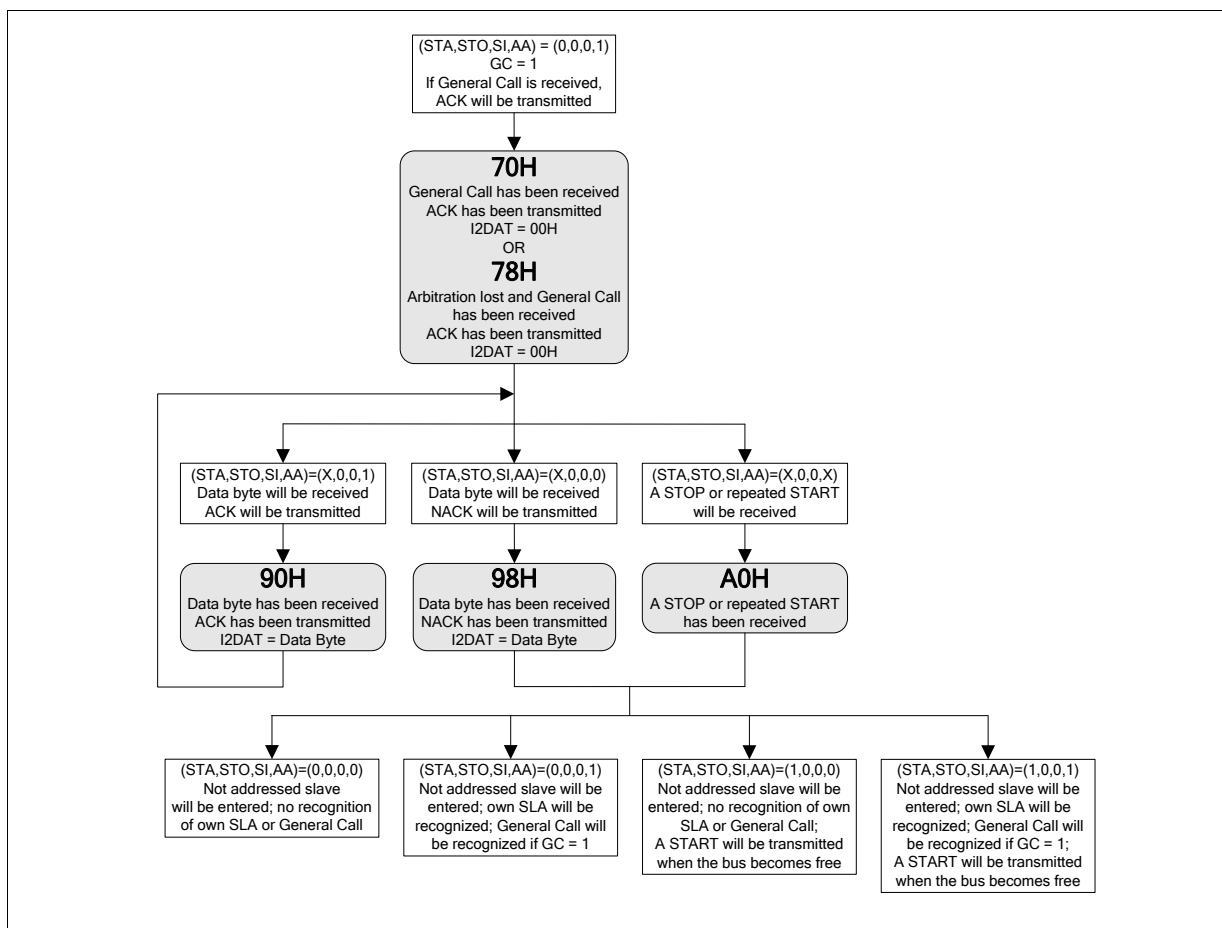 (STA,STO,SI,AA) = (0,0,0,1)
GC = 1
If General Call is received,
ACK will be transmitted
70H
General Call has been received
ACK has been transmitted
I2DAT = 00H
OR
78H
Arbitration lost and General Call
has been received
ACK has been transmitted
I2DAT = 00H
(STA,STO,SI,AA)=(X,0,0,1)
Data byte will be received
ACK will be transmitted
(STA,STO,SI,AA)=(X,0,0,0)
Data byte will be received
NACK will be transmitted
(STA,STO,SI,AA)=(X,0,0,X)
A STOP or repeated START
will be received
90H
Data byte has been received
ACK has been transmitted
I2DAT = Data Byte
98H
Data byte has been received
NACK has been transmitted
I2DAT = Data Byte
A0H
A STOP or repeated START
has been received
(STA,STO,SI,AA)=(0,0,0,0)
Not addressed slave
will be entered; no recognition
of own SLA or General Call
(STA,STO,SI,AA)=(0,0,0,1)
Not addressed slave will be
entered; own SLA will be
recognized; General Call will
be recognized if GC = 1
(STA,STO,SI,AA)=(1,0,0,0)
Not addressed slave will be
entered; no recognition of own
SLA or General Call;
A START will be transmitted
when the bus becomes free
(STA,STO,SI,AA)=(1,0,0,1)
Not addressed slave will be
entered; own SLA will be
recognized; General Call will
be recognized if GC = 1;
A START will be transmitted
when the bus becomes free